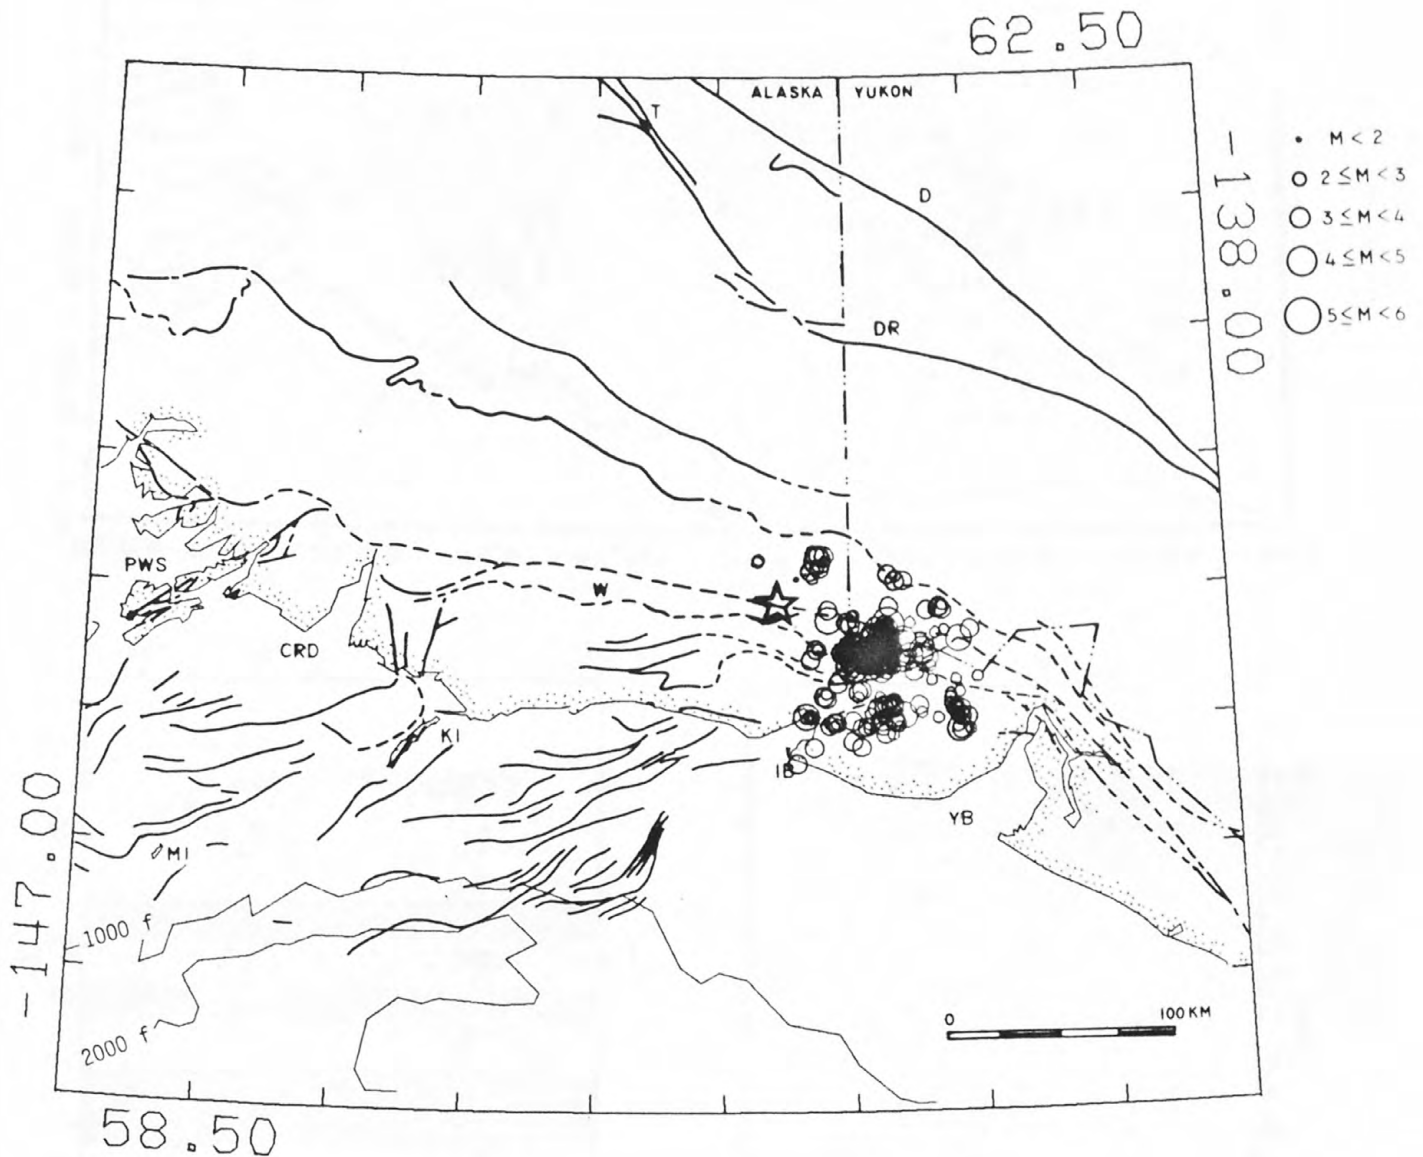 62.50
ALASKA YUKON
T
D
DR
-138.00
M < 2
2 ≤ M < 3
3 ≤ M < 4
4 ≤ M < 5
5 ≤ M < 6
PWS
W
CRD
KI
IB
YB
MI
-147.00
1000 f
2000 f
0 100 KM
58.50